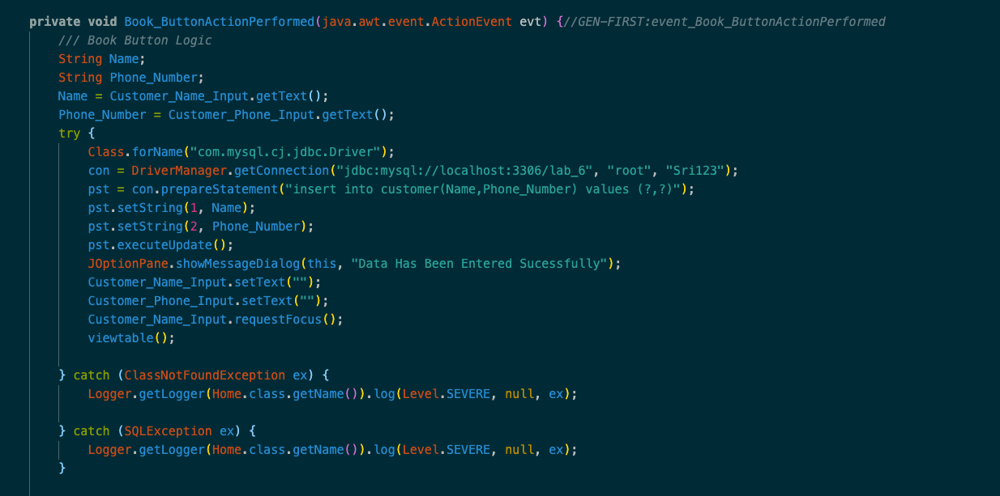 private void Book_ButtonActionPerformed(java.awt.event.ActionEvent evt) {//GEN-FIRST:event_Book_ButtonActionPerformed
/// Book Button Logic
String Name;
String Phone_Number;
Name = Customer_Name_Input.getText();
Phone_Number = Customer_Phone_Input.getText();
try {
Class.forName("com.mysql.cj.jdbc.Driver");
con = DriverManager.getConnection("jdbc:mysql://localhost:3306/lab_6", "root", "Sri123");
pst = con.prepareStatement("insert into customer(Name,Phone_Number) values (?,?)");
pst.setString(1, Name);
pst.setString(2, Phone_Number);
pst.executeUpdate();
JOptionPane.showMessageDialog(this, "Data Has Been Entered Sucessfully");
Customer_Name_Input.setText("");
Customer_Phone_Input.setText("");
Customer_Name_Input.requestFocus();
viewtable();
} catch (ClassNotFoundException ex) {
Logger.getLogger(Home.class.getName()).log(Level.SEVERE, null, ex);
} catch (SQLException ex) {
Logger.getLogger(Home.class.getName()).log(Level.SEVERE, null, ex);
}